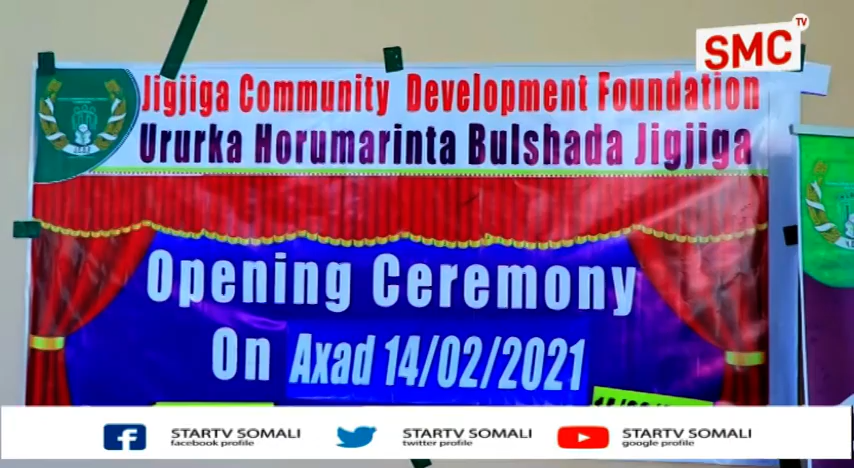 SMC TV
Jigjiga Community Development Foundation
Ururka Horumarinta Bulshada Jigjiga
Opening Ceremony
On Axad 14/02/2021
STARTV SOMALI
facebook profile
STARTV SOMALI
twitter profile
STARTV SOMALI
google profile